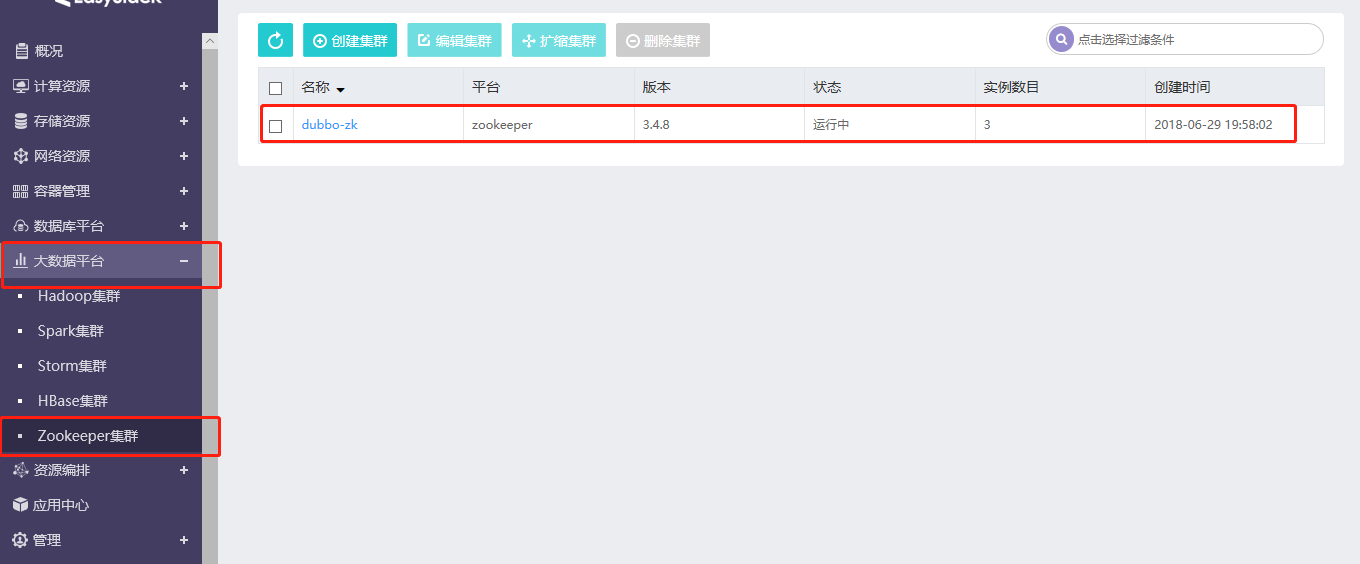 EasyStack
概况
计算资源
存储资源
网络资源
容器管理
数据库平台
大数据平台
Hadoop集群
Spark集群
Storm集群
HBase集群
Zookeeper集群
资源编排
应用中心
管理
创建集群 编辑集群 扩缩集群 删除集群 点击选择过滤条件
名称 平台 版本 状态 实例数目 创建时间
dubbo-zk zookeeper 3.4.8 运行中 3 2018-06-29 19:58:02